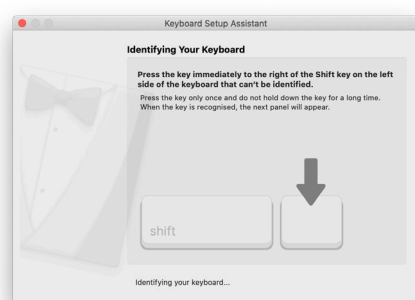 Keyboard Setup Assistant
Identifying Your Keyboard
Press the key immediately to the right of the Shift key on the left
side of the keyboard that can't be identified.
Press the key only once and do not hold down the key for a long time.
When the key is recognised, the next panel will appear.
shift
Identifying your keyboard...